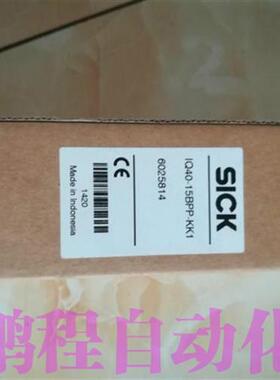 SICK
IQ40-15BPP-KK1
6025814
CE
1420
Made in Indonesia
鹏程自动化